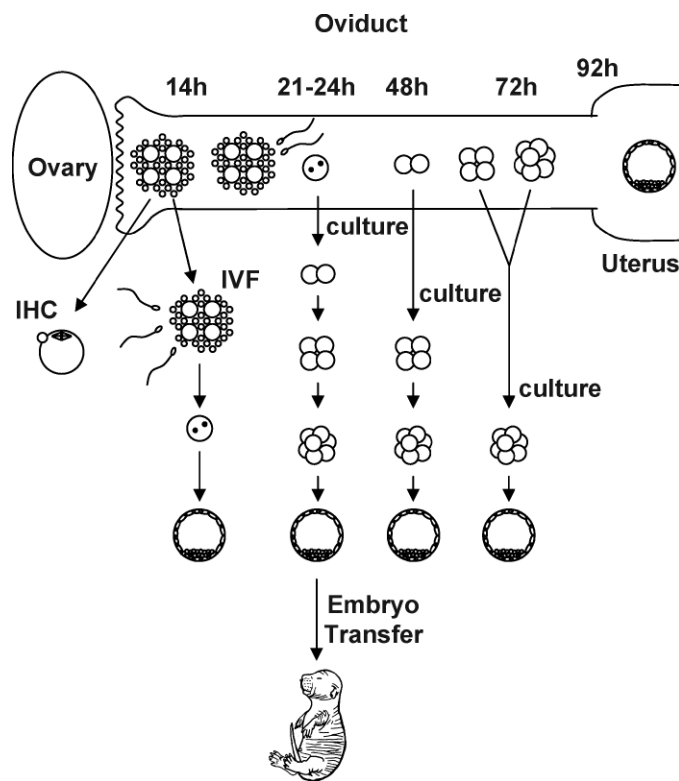 Oviduct
14h
21-24h
48h
72h
92h
Ovary
culture
IVF
IHC
culture
Uterus
culture
Embryo
Transfer